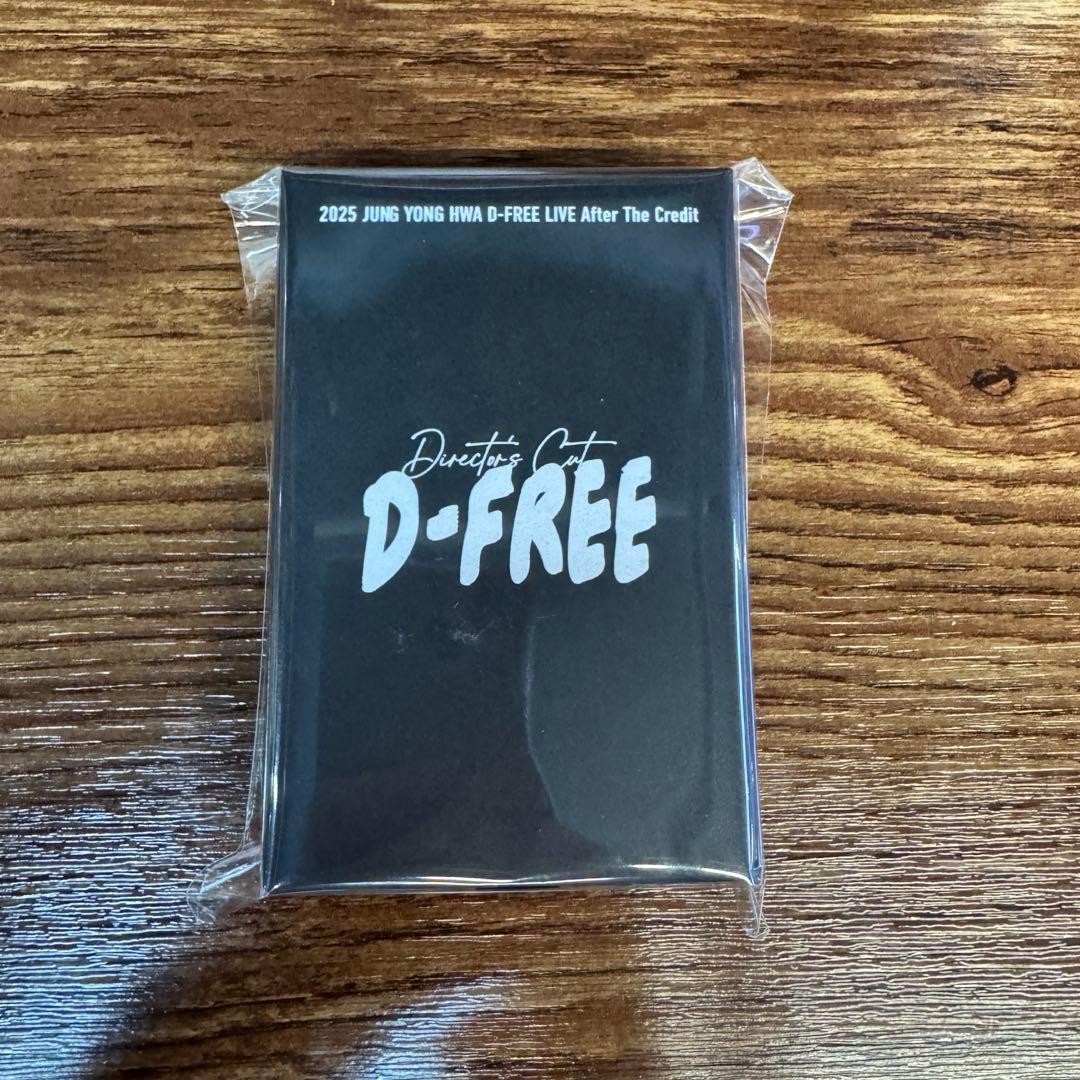 2025 JUNG YONG HWA D-FREE LIVE After The Credit
Director's Cut
D-FREE